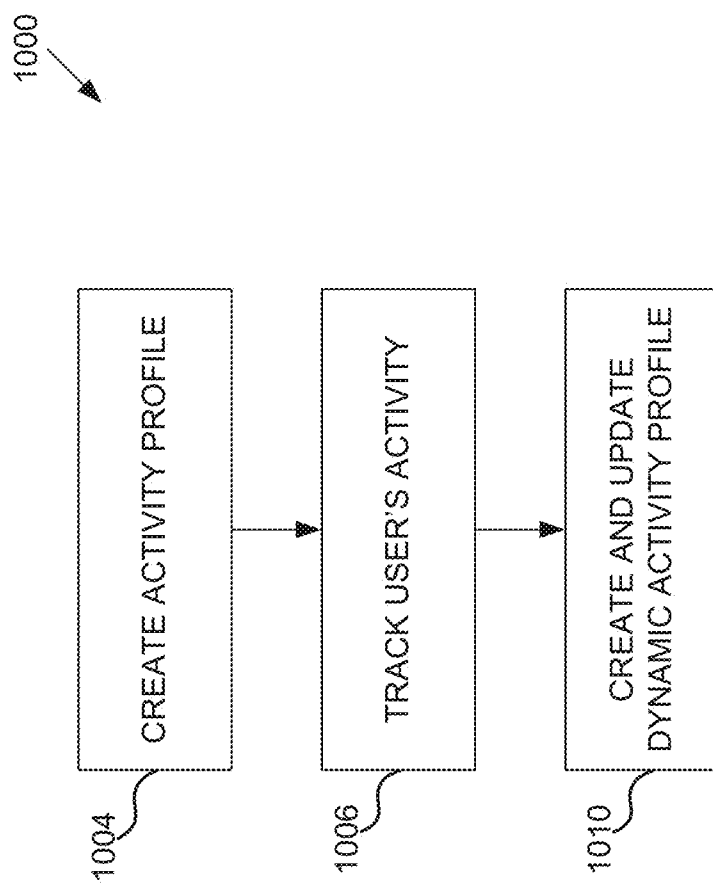 1000
1004
CREATE ACTIVITY PROFILE
1006
TRACK USER'S ACTIVITY
1010
CREATE AND UPDATE
DYNAMIC ACTIVITY PROFILE